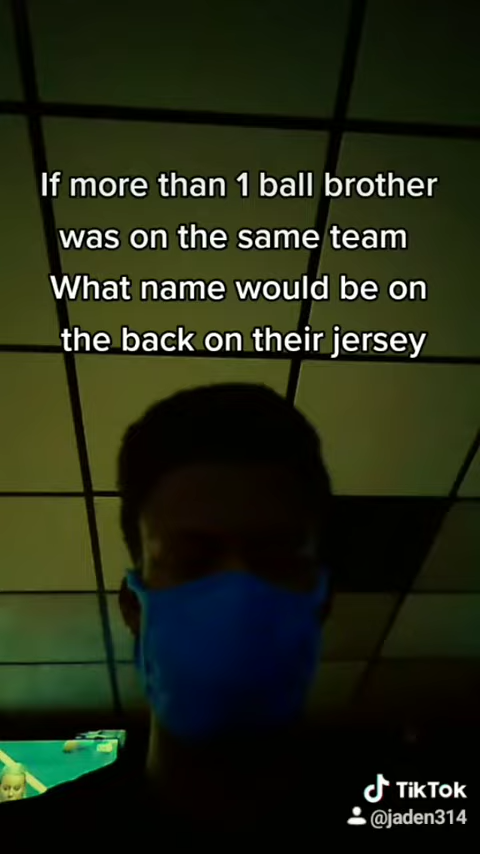 If more than 1 ball brother
was on the same team
What name would be on
the back on their jersey
TikTok
@jaden314